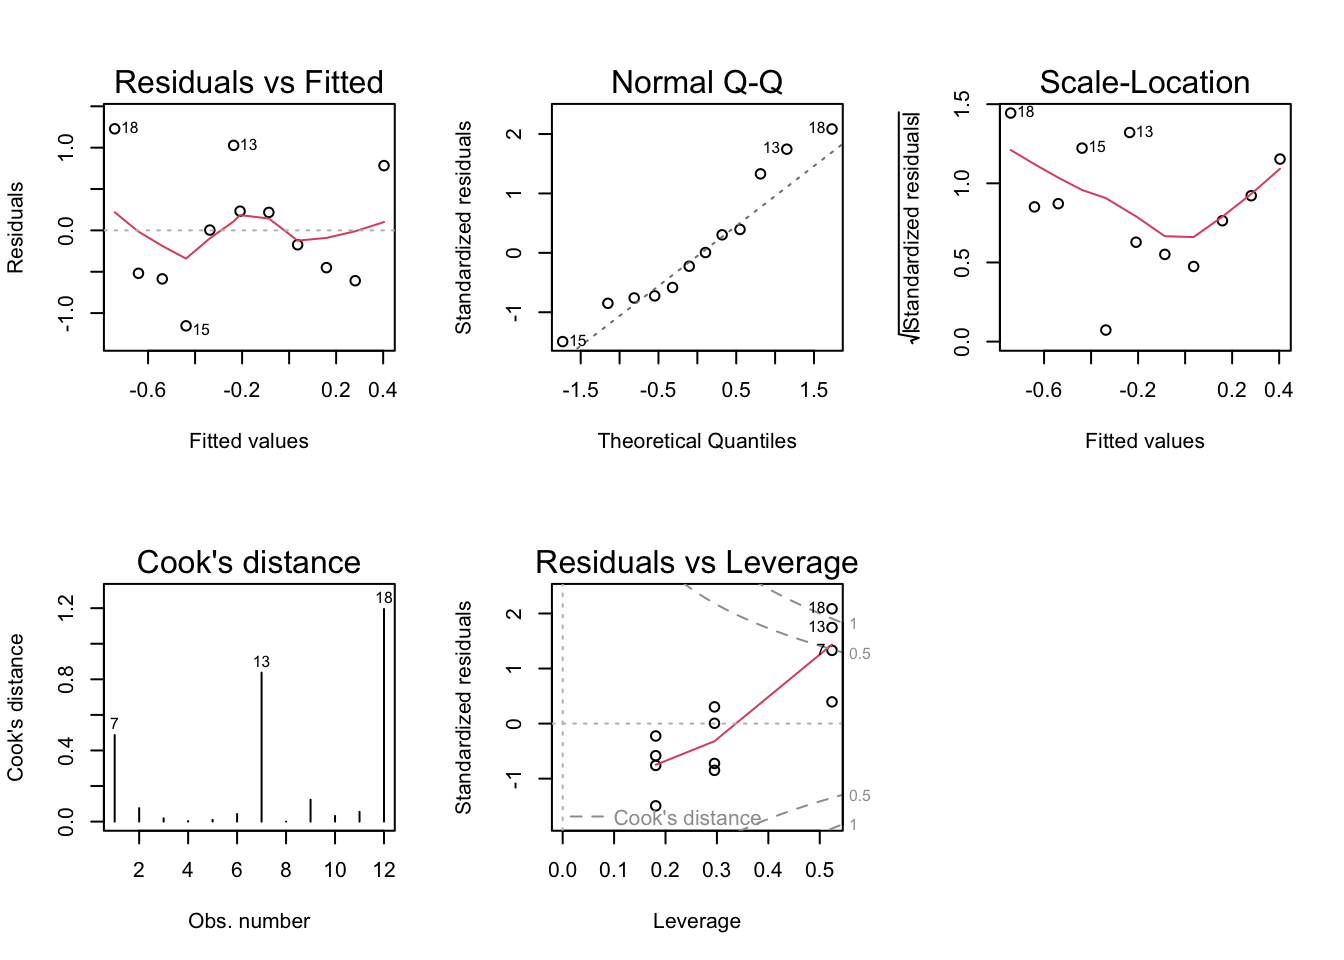 Residuals vs Fitted
Residuals
1.0
0.0
-1.0
18
13
15
-0.6 -0.2 0.2 0.4
Fitted values
Normal Q-Q
Standardized residuals
2
1
0
-1
18
13
15
-1.5 -0.5 0.5 1.5
Theoretical Quantiles
Scale-Location
√|Standardized residuals|
1.5
1.0
0.5
0.0
18
13
15
-0.6 -0.2 0.2 0.4
Fitted values
Cook's distance
Cook's distance
1.2
0.8
0.4
0.0
18
13
7
2 4 6 8 10 12
Obs. number
Residuals vs Leverage
Standardized residuals
2
1
0
-1
18
13
7
1
0.5
0.5
1
Cook's distance
0.0 0.1 0.2 0.3 0.4 0.5
Leverage